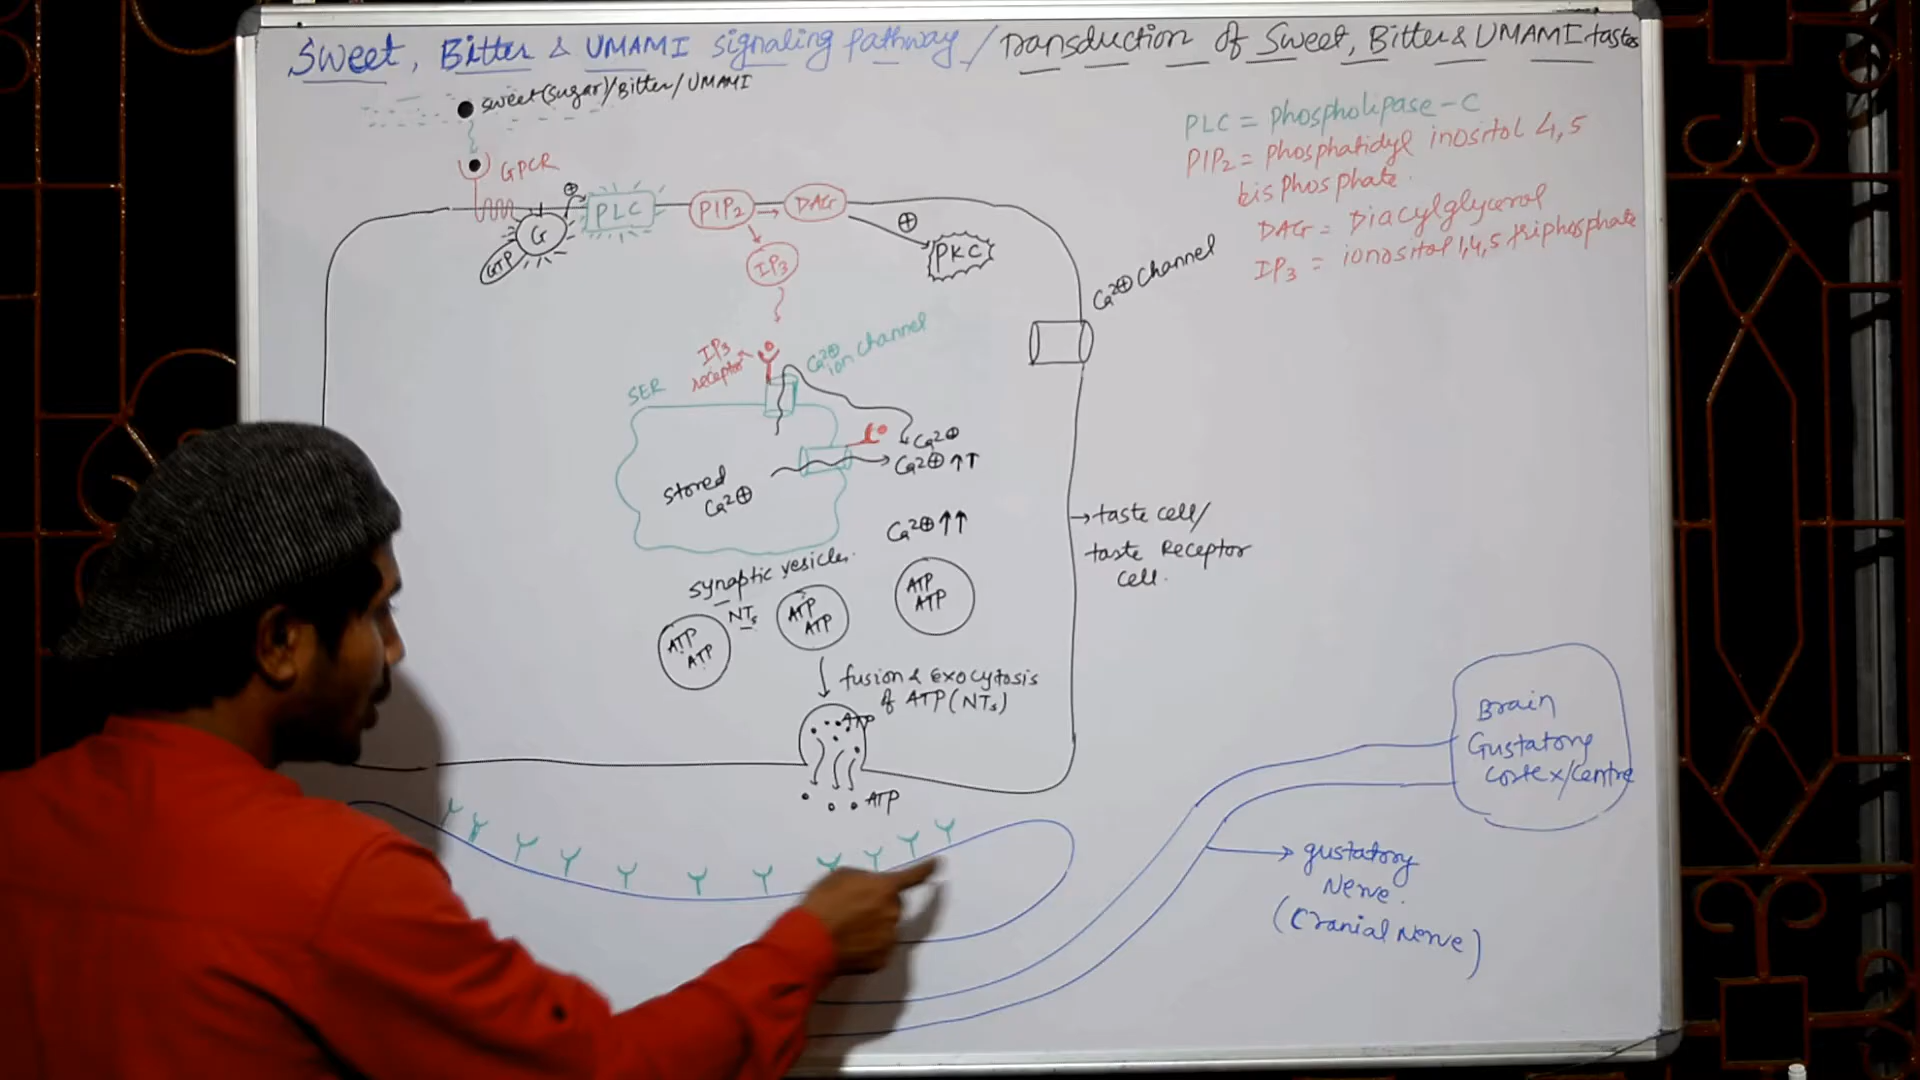 Sweet, Bitter & UMAMI signaling pathway / Transduction of Sweet, Bitter & UMAMI tastes
sweet(sugar)/Bitter/UMAMI
PLC = phospholipase-C
PIP2 = phosphatidyl inositol 4,5
bisphosphate.
DAG = Diacylglycerol
IP3 = ionositol 1,4,5 triphosphate
GPCR
⊕
PLC
PIP2
DAG
G
GTP
⊕
PKC
IP3
Ca2⊕ channel
IP3
receptor
Ca2⊕
ion channel
SER
Ca2⊕
Ca2⊕↑↑
stored
Ca2⊕
Ca2⊕↑↑
→ taste cell/
taste Receptor
cell.
synaptic vesicles.
NTs
ATP
ATP
ATP
ATP
ATP
ATP
fusion & exocytosis
of ATP (NTs)
ATP
ATP
Brain
Gustatory
cortex/centre
gustatory
Nerve.
(Cranial Nerve)